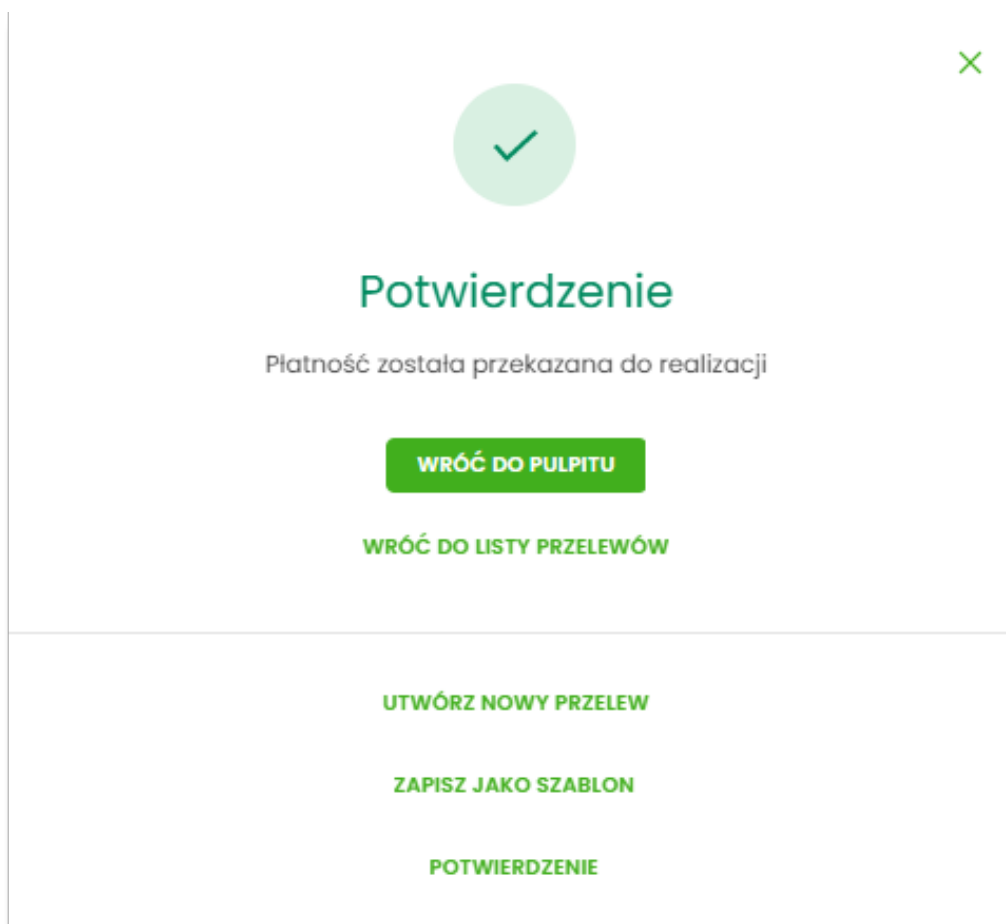 Potwierdzenie
Płatność została przekazana do realizacji
WRÓĆ DO PULPITU
WRÓĆ DO LISTY PRZELEWÓW
UTWÓRZ NOWY PRZELEW
ZAPISZ JAKO SZABLON
POTWIERDZENIE